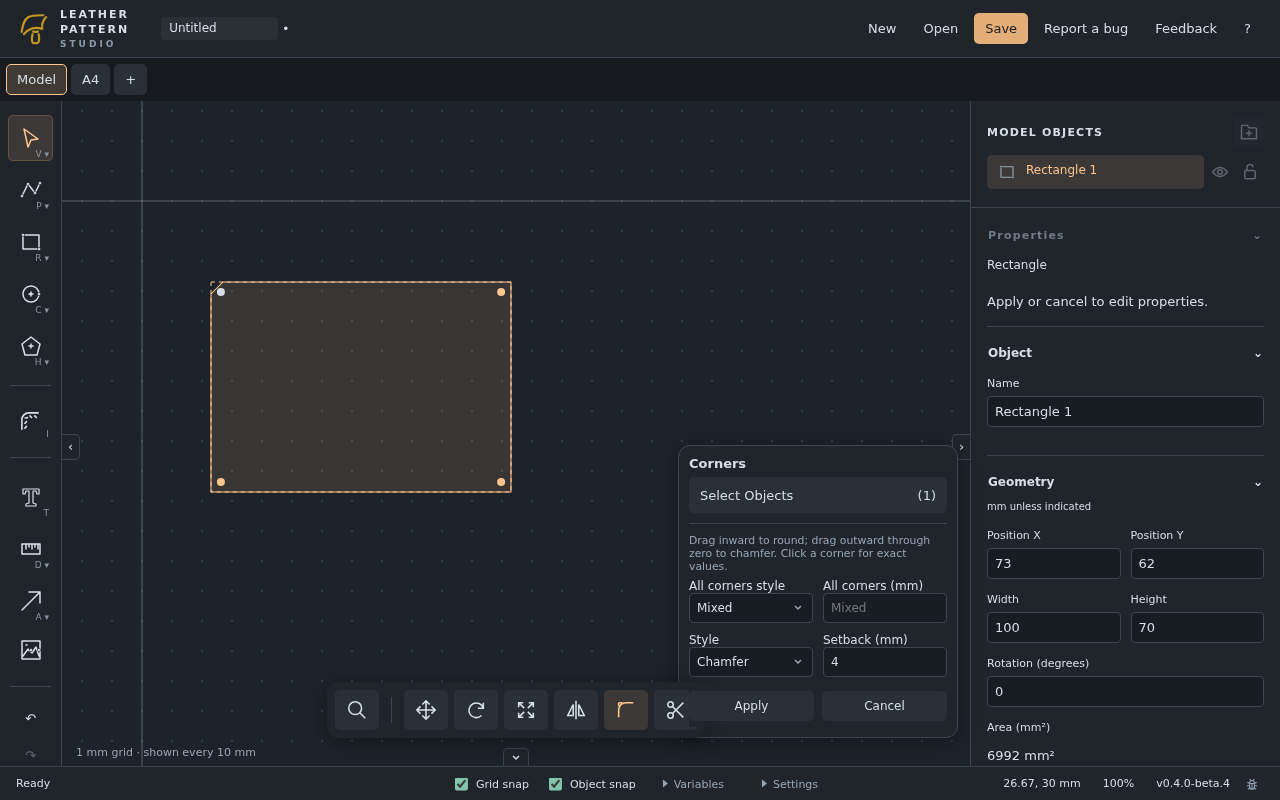 LEATHER
PATTERN
STUDIO
Untitled •
New
Open
Save
Report a bug
Feedback
?
Model
A4
+
V ▾
P ▾
R ▾
C ▾
H ▾
I
T
D ▾
A ▾
MODEL OBJECTS
Rectangle 1
Properties
Rectangle
Apply or cancel to edit properties.
Object
Name
Rectangle 1
Geometry
mm unless indicated
Position X
Position Y
73
62
Width
Height
100
70
Rotation (degrees)
0
Area (mm²)
6992 mm²
Corners
Select Objects (1)
Drag inward to round; drag outward through
zero to chamfer. Click a corner for exact
values.
All corners style
All corners (mm)
Mixed
Mixed
Style
Setback (mm)
Chamfer
4
Apply
Cancel
1 mm grid · shown every 10 mm
Ready
Grid snap
Object snap
Variables
Settings
26.67, 30 mm
100%
v0.4.0-beta.4